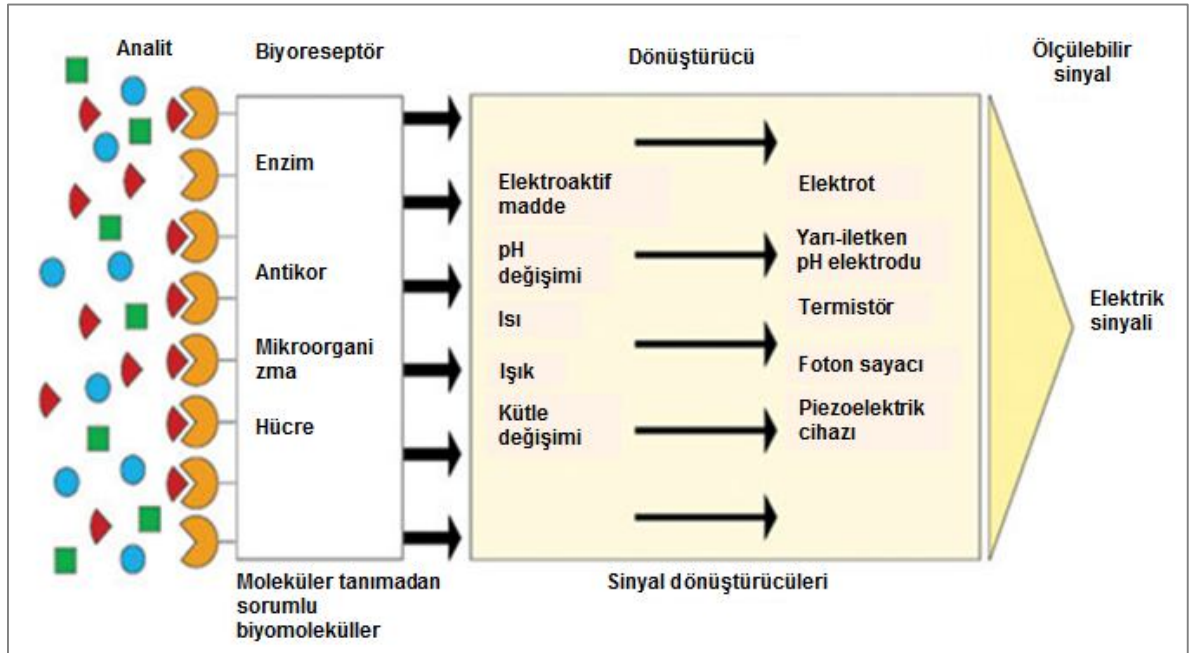 Analit
Biyoreseptör
Dönüştürücü
Ölçülebilir
sinyal
Enzim
Antikor
Mikroorgani
zma
Hücre
Elektroaktif
madde
pH
değişimi
Isı
Işık
Kütle
değişimi
Elektrot
Yarı-iletken
pH elektrodu
Termistör
Foton sayacı
Piezoelektrik
cihazı
Elektrik
sinyali
Moleküler tanımadan
sorumlu
biyomoleküller
Sinyal dönüştürücüleri